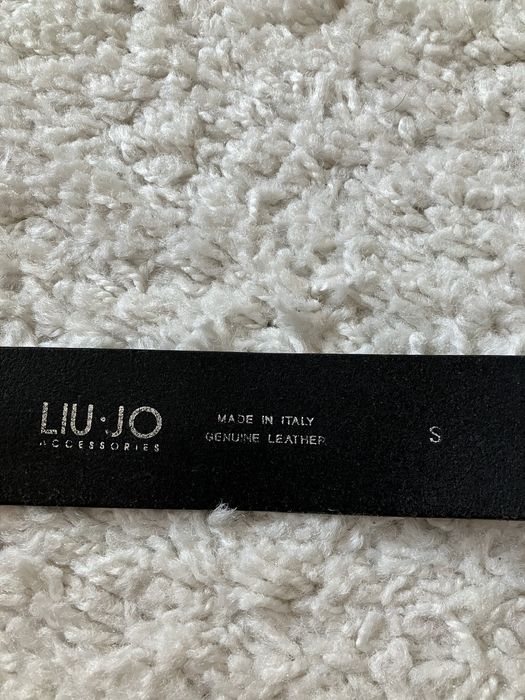 LIU·JO
ACCESSORIES
MADE IN ITALY
GENUINE LEATHER
S